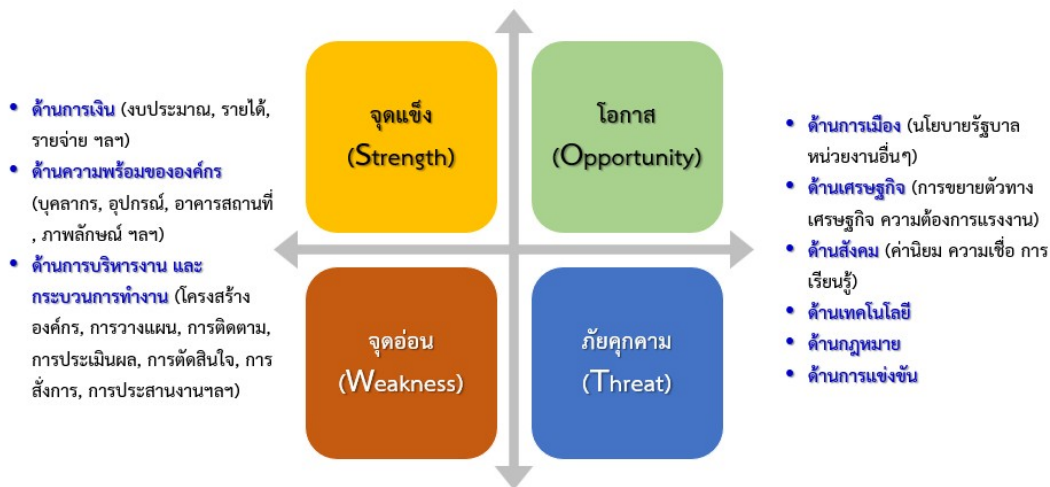 • ด้านการเงิน (งบประมาณ, รายได้,
รายจ่าย ฯลฯ)
• ด้านความพร้อมขององค์กร
(บุคลากร, อุปกรณ์, อาคารสถานที่
, ภาพลักษณ์ ฯลฯ)
• ด้านการบริหารงาน และ
กระบวนการทำงาน (โครงสร้าง
องค์กร, การวางแผน, การติดตาม,
การประเมินผล, การตัดสินใจ, การ
สั่งการ, การประสานงานฯลฯ)
จุดแข็ง
(Strength)
โอกาส
(Opportunity)
จุดอ่อน
(Weakness)
ภัยคุกคาม
(Threat)
• ด้านการเมือง (นโยบายรัฐบาล
หน่วยงานอื่นๆ)
• ด้านเศรษฐกิจ (การขยายตัวทาง
เศรษฐกิจ ความต้องการแรงงาน)
• ด้านสังคม (ค่านิยม ความเชื่อ การ
เรียนรู้)
• ด้านเทคโนโลยี
• ด้านกฎหมาย
• ด้านการแข่งขัน